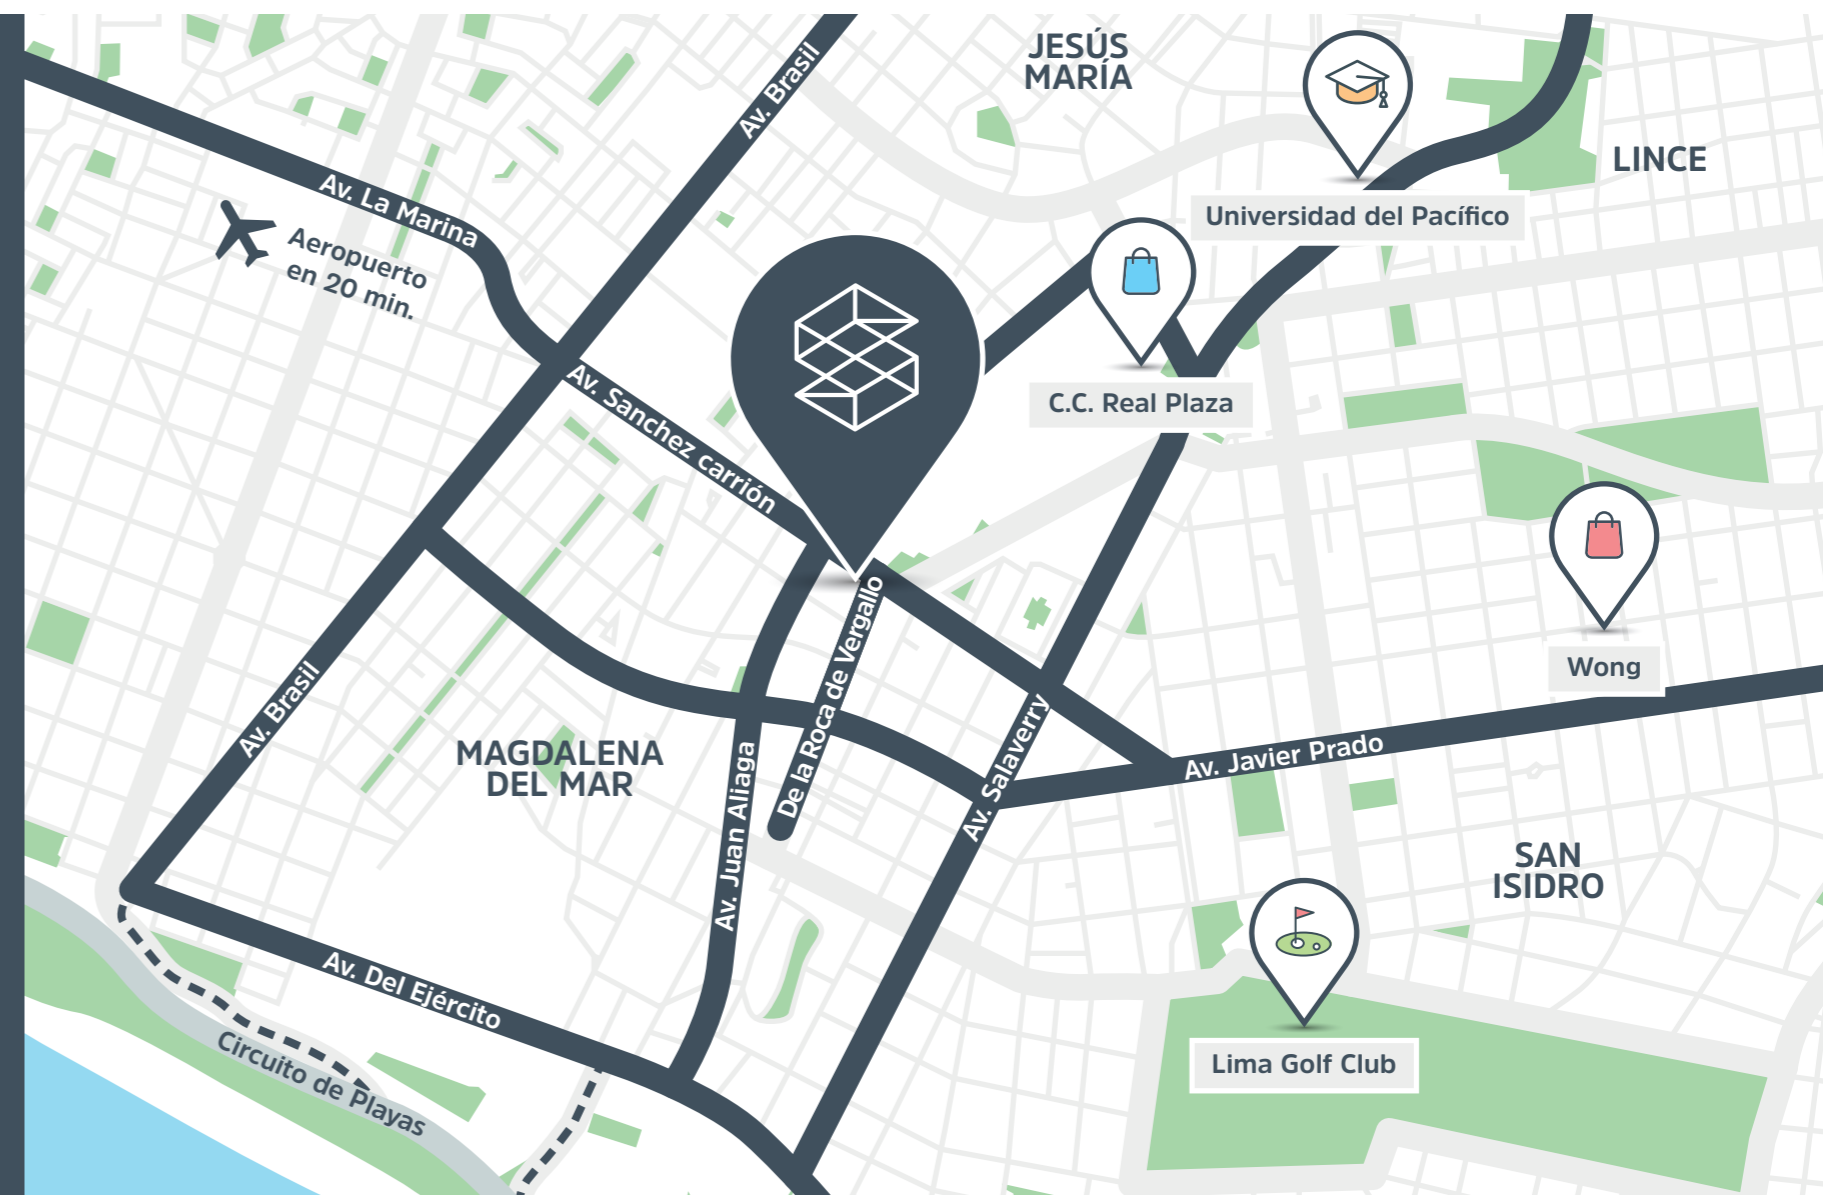 JESÚS
MARÍA
Av. Brasil
LINCE
Av. La Marina
Universidad del Pacífico
Aeropuerto
en 20 min.
C.C. Real Plaza
Av. Sanchez carrión
De la Roca de Vergallo
Wong
Av. Brasil
MAGDALENA
DEL MAR
Av. Juan Aliaga
Av. Salaverry
Av. Javier Prado
SAN
ISIDRO
Av. Del Ejército
Circuito de Playas
Lima Golf Club